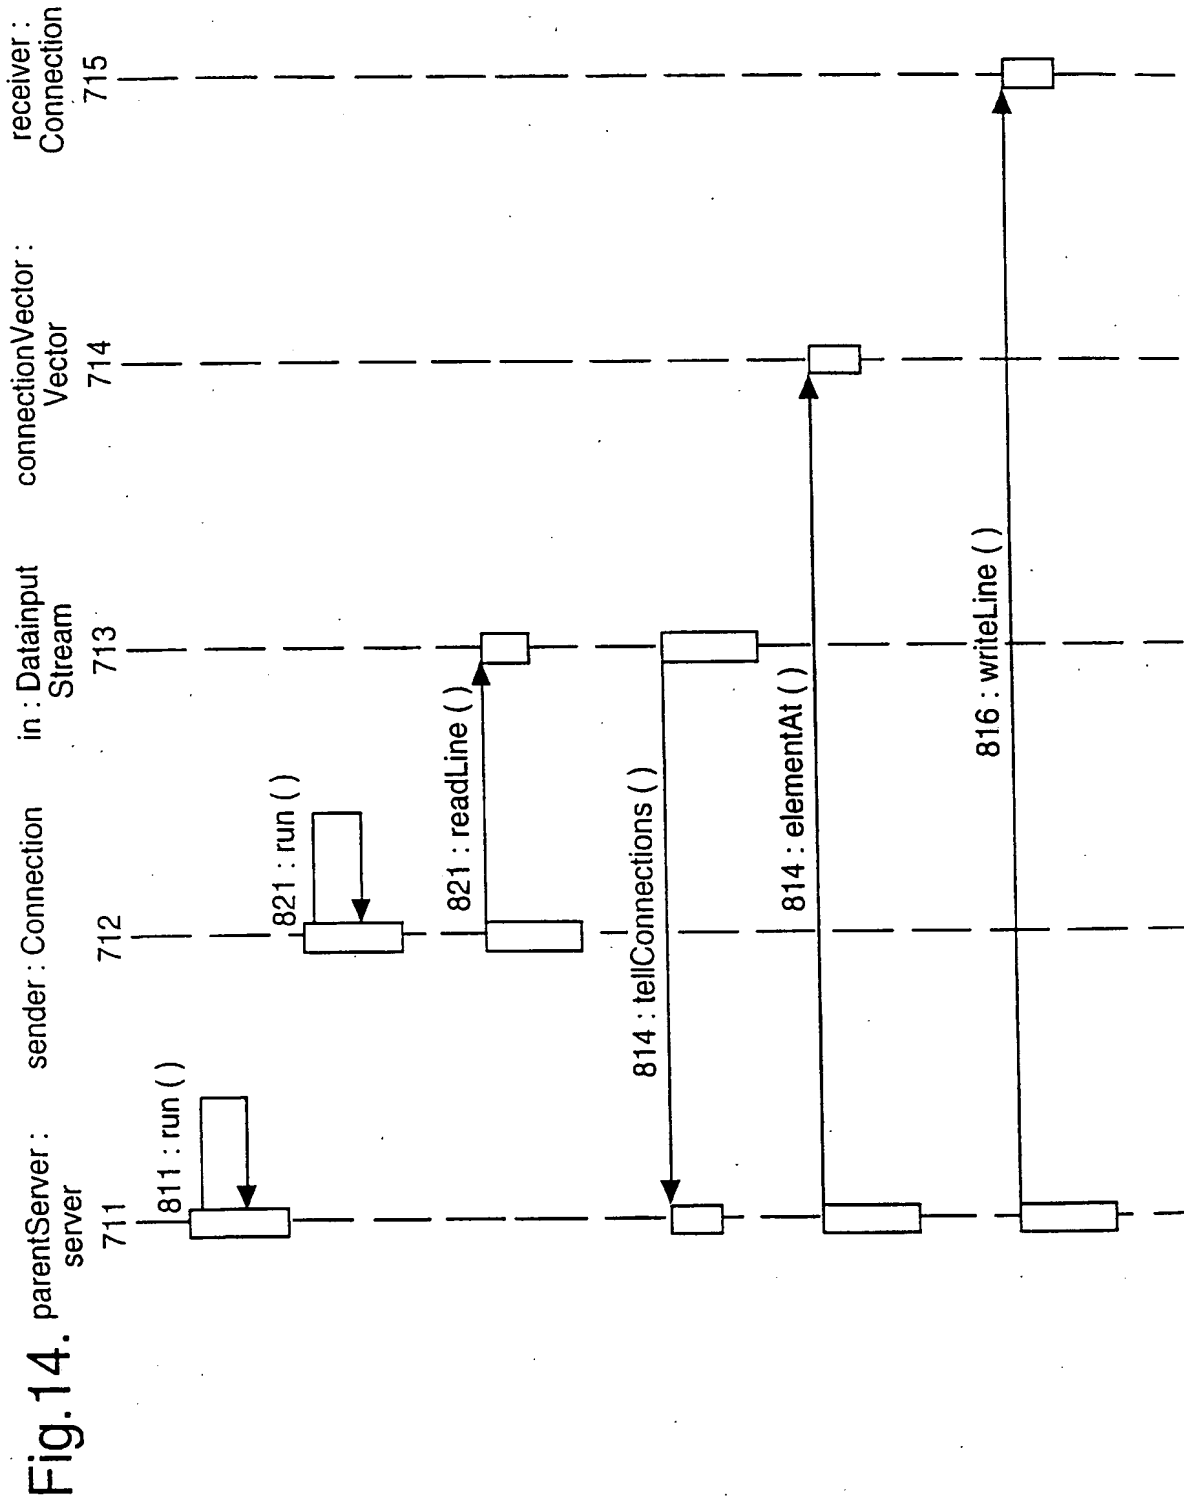 Fig.14.
parentServer :
server
711
sender : Connection
712
in : Datainput
Stream
713
connectionVector :
Vector
714
receiver :
Connection
715
811 : run ( )
821 : run ( )
821 : readLine ( )
814 : tellConnections ( )
814 : elementAt ( )
816 : writeLine ( )